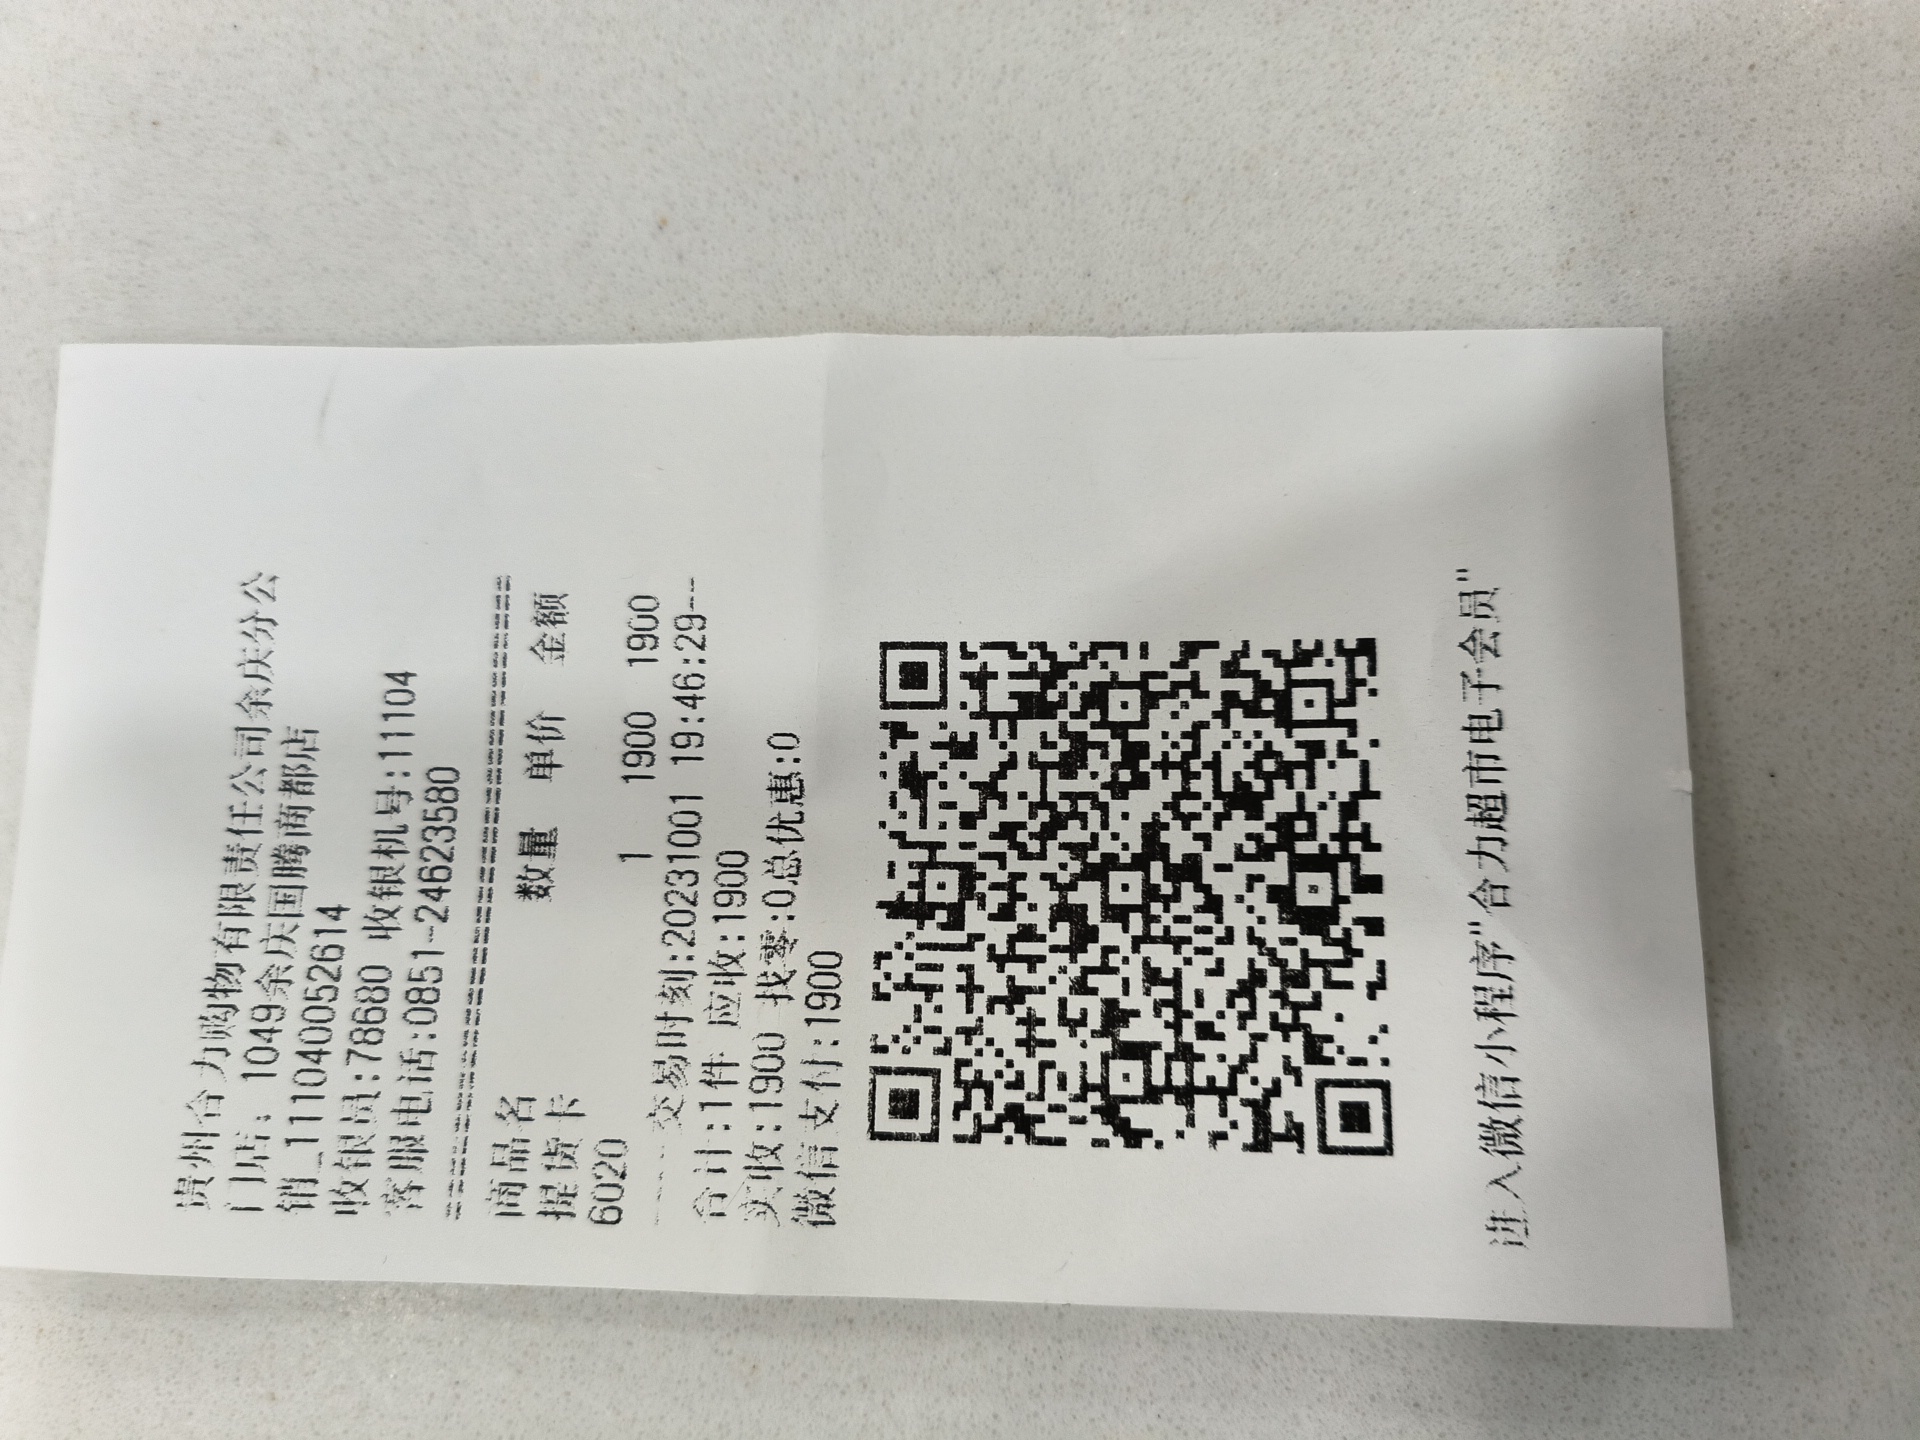 贵州合力购物有限责任公司余庆分公
门店: 1049余庆国腾商都店
销_111040052614
收银员:78680 收银机号:11104
客服电话:0851-24623580
================================
商品名 数量 单价 金额
提货卡
6020 1 1900 1900
----交易时刻:20231001 19:46:29--
合计:1件 应收:1900
实收:1900 找零:0总优惠:0
微信支付:1900
进入微信小程序"合力超市电子会员"